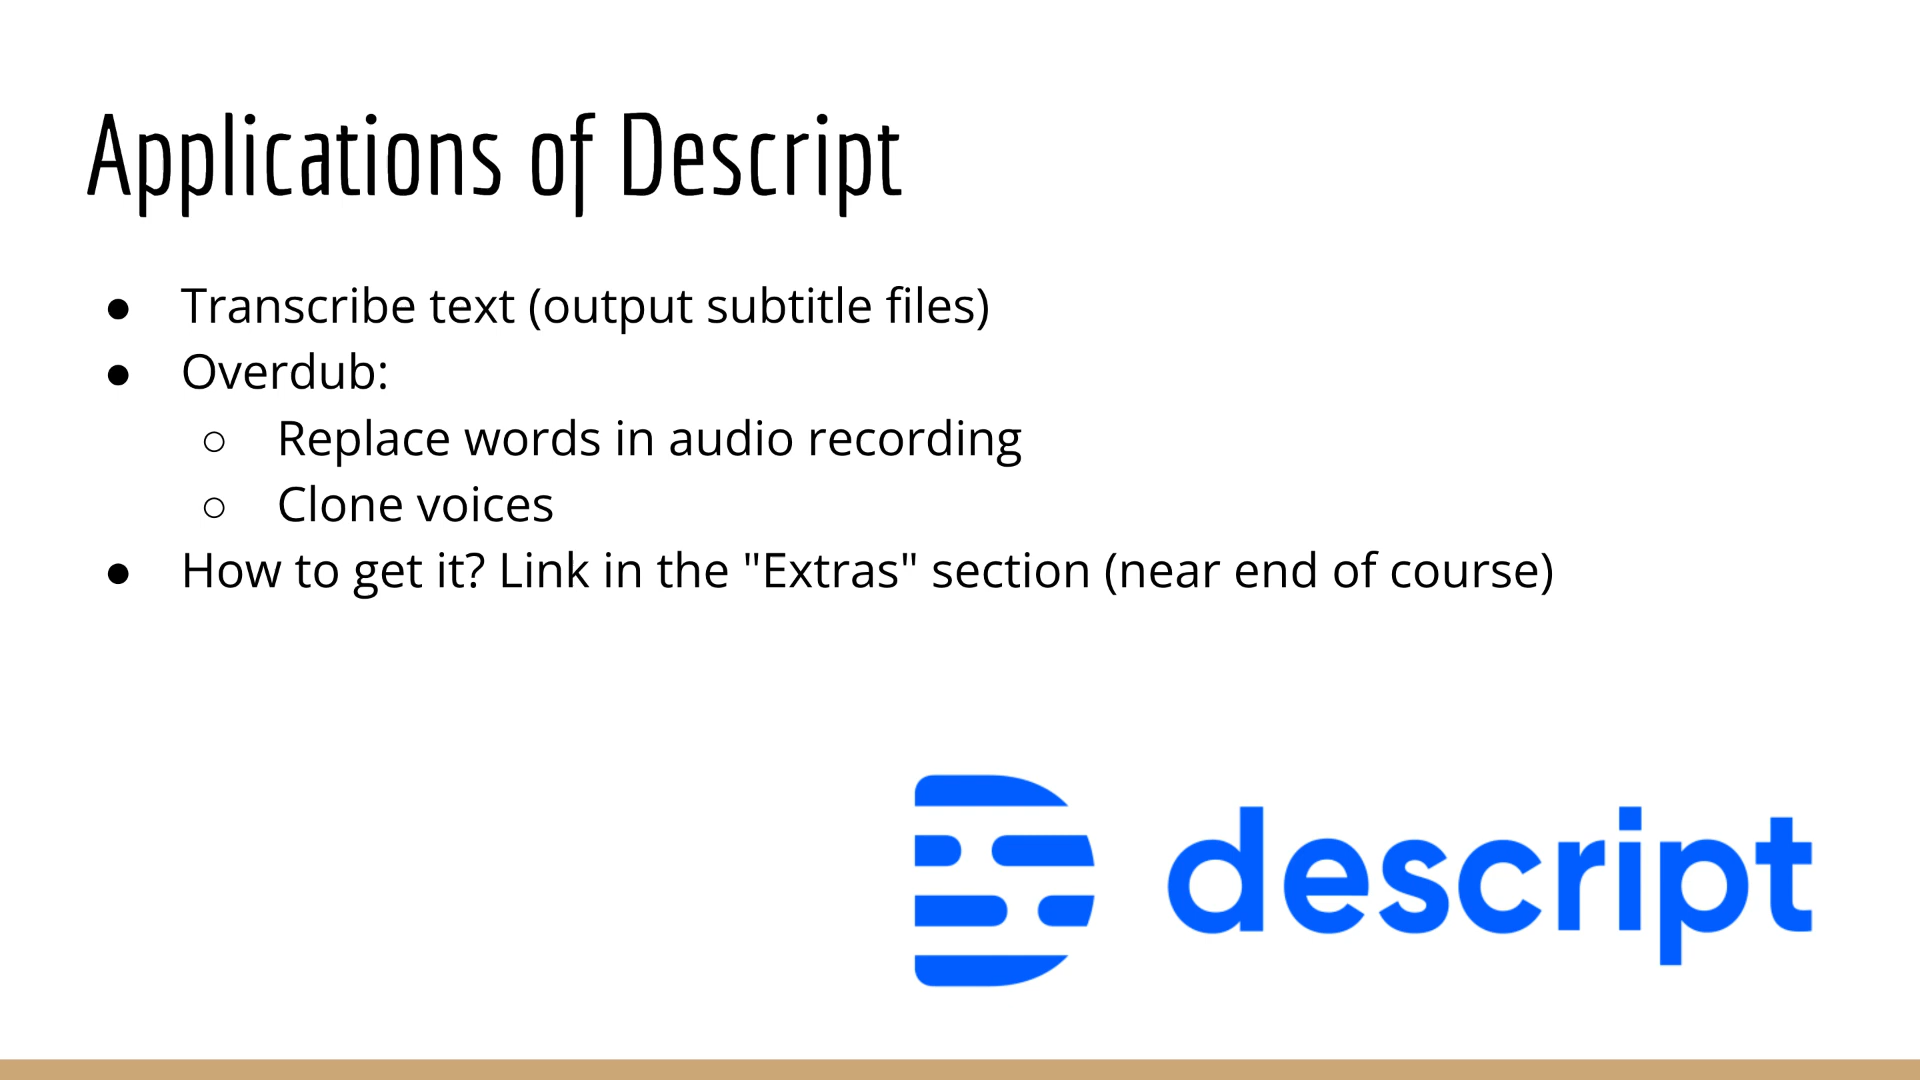 Applications of Descript
● Transcribe text (output subtitle files)
● Overdub:
○ Replace words in audio recording
○ Clone voices
● How to get it? Link in the "Extras" section (near end of course)
descript